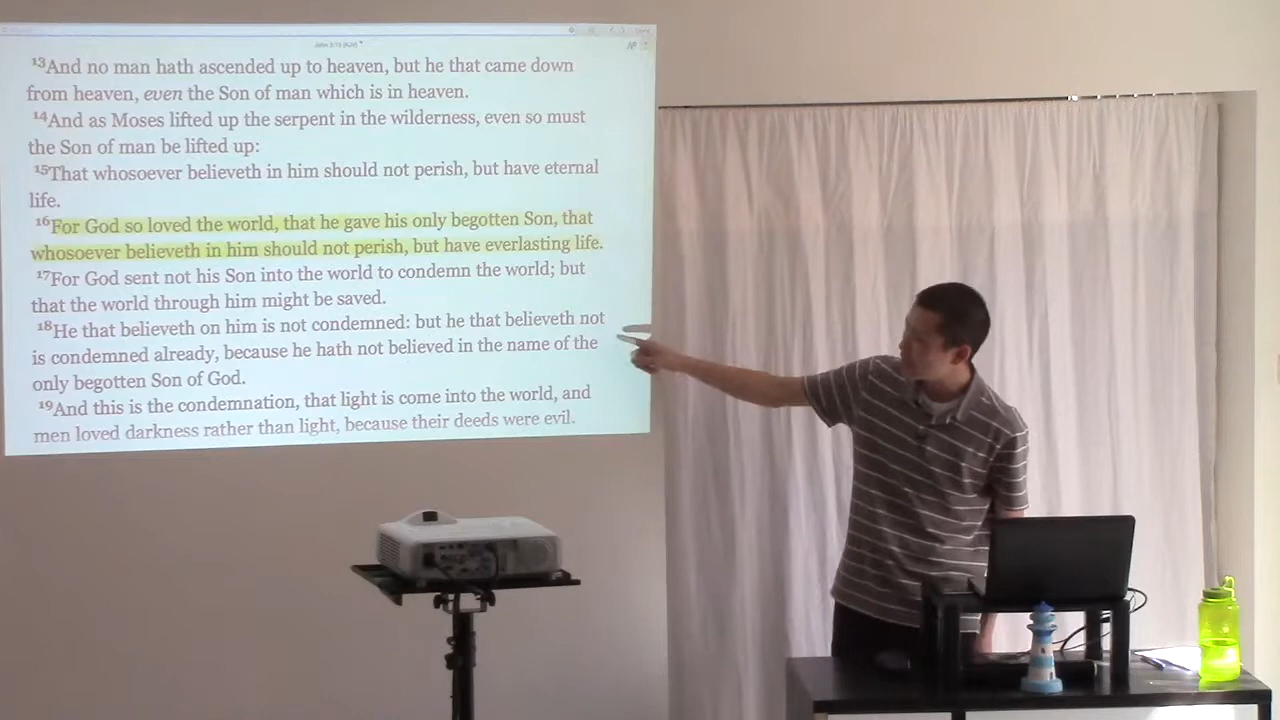 John 3:16 (KJV)
¹³And no man hath ascended up to heaven, but he that came down
from heaven, even the Son of man which is in heaven.
¹⁴And as Moses lifted up the serpent in the wilderness, even so must
the Son of man be lifted up:
¹⁵That whosoever believeth in him should not perish, but have eternal
life.
¹⁶For God so loved the world, that he gave his only begotten Son, that
whosoever believeth in him should not perish, but have everlasting life.
¹⁷For God sent not his Son into the world to condemn the world; but
that the world through him might be saved.
¹⁸He that believeth on him is not condemned: but he that believeth not
is condemned already, because he hath not believed in the name of the
only begotten Son of God.
¹⁹And this is the condemnation, that light is come into the world, and
men loved darkness rather than light, because their deeds were evil.